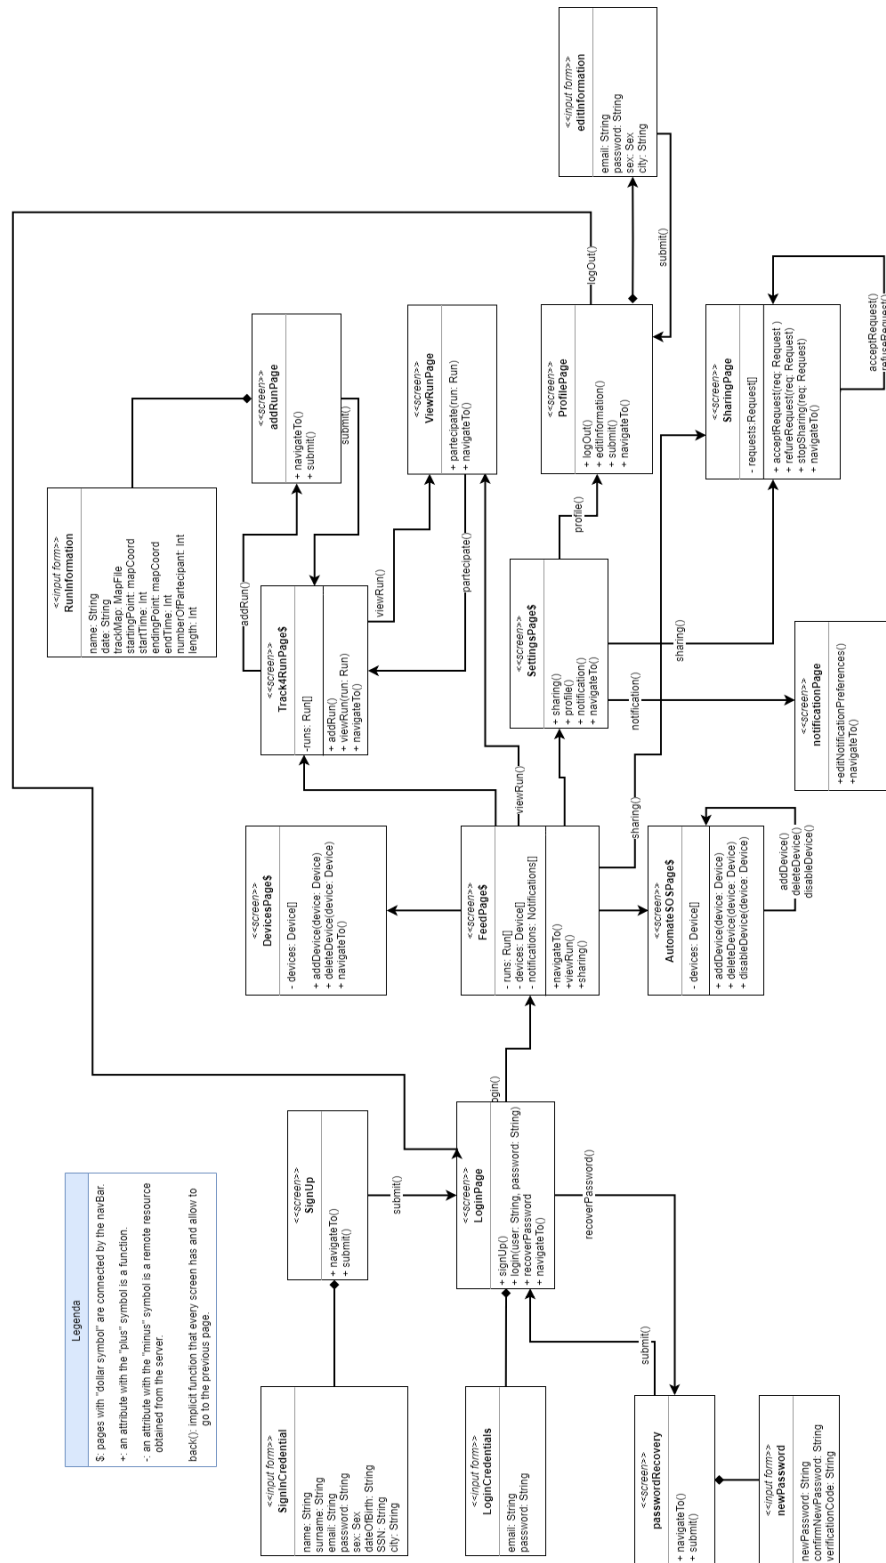 Legenda
$: pages with "dollar symbol" are connected by the navBar.
+: an attribute with the "plus" symbol is a function.
-: an attribute with the "minus" symbol is a remote resource
obtained from the server.
back(): implicit function that every screen has and allow to
go to the previous page.
<<input form>>
SignInCredential
name: String
surname: String
email: String
password: String
sex: Sex
dateOfBirth: String
SSN: String
city: String
<<input form>>
LoginCredentials
email: String
password: String
<<screen>>
passwordRecovery
+ navigateTo()
+ submit()
<<input form>>
newPassword
newPassword: String
confirmNewPassword: String
verificationCode: String
<<screen>>
SignUp
+ navigateTo()
+ submit()
submit()
<<screen>>
LoginPage
+ signUp()
+ login(user: String, password: String)
+ recoverPassword
+ navigateTo()
submit()
recoverPassword()
<<screen>>
DevicesPage$
- devices: Device[]
+ addDevice(device: Device)
+ deleteDevice(device: Device)
+ navigateTo()
<<screen>>
FeedPage$
- runs: Run[]
- devices: Device[]
- notifications: Notifications[]
+navigateTo()
+viewRun()
+sharing()
<<screen>>
AutomateSOSPage$
- devices: Device[]
+ addDevice(device: Device)
+ deleteDevice(device: Device)
+ disableDevice(device: Device)
addDevice()
deleteDevice()
disableDevice()
viewRun()
sharing()
<<input form>>
RunInformation
name: String
date: String
trackMap: MapFile
startingPoint: mapCoord
startTime: Int
endingPoint: mapCoord
endTime: Int
numberOfPartecipant: Int
length: Int
<<screen>>
Track4RunPage$
-runs: Run[]
+ addRun()
+ viewRun(run: Run)
+ navigateTo()
addRun()
submit()
viewRun()
partecipate()
<<screen>>
SettingsPage$
+ sharing()
+ profile()
+ notification()
+ navigateTo()
profile()
sharing()
notification()
<<screen>>
notificationPage
+editNotificationPreferences()
+navigateTo()
<<screen>>
addRunPage
+ navigateTo()
+ submit()
<<screen>>
ViewRunPage
+ partecipate(run: Run)
+ navigateTo()
<<screen>>
ProfilePage
+ logOut()
+ editInformation()
+ submit()
+ navigateTo()
logOut()
submit()
<<screen>>
SharingPage
- requests:Request[]
+ acceptRequest(req: Request )
+ refureRequest(req: Request)
+ stopSharing(req: Request)
+ navigateTo()
acceptRequest()
<<input form>>
editInformation
email: String
password: String
sex: Sex
city: String